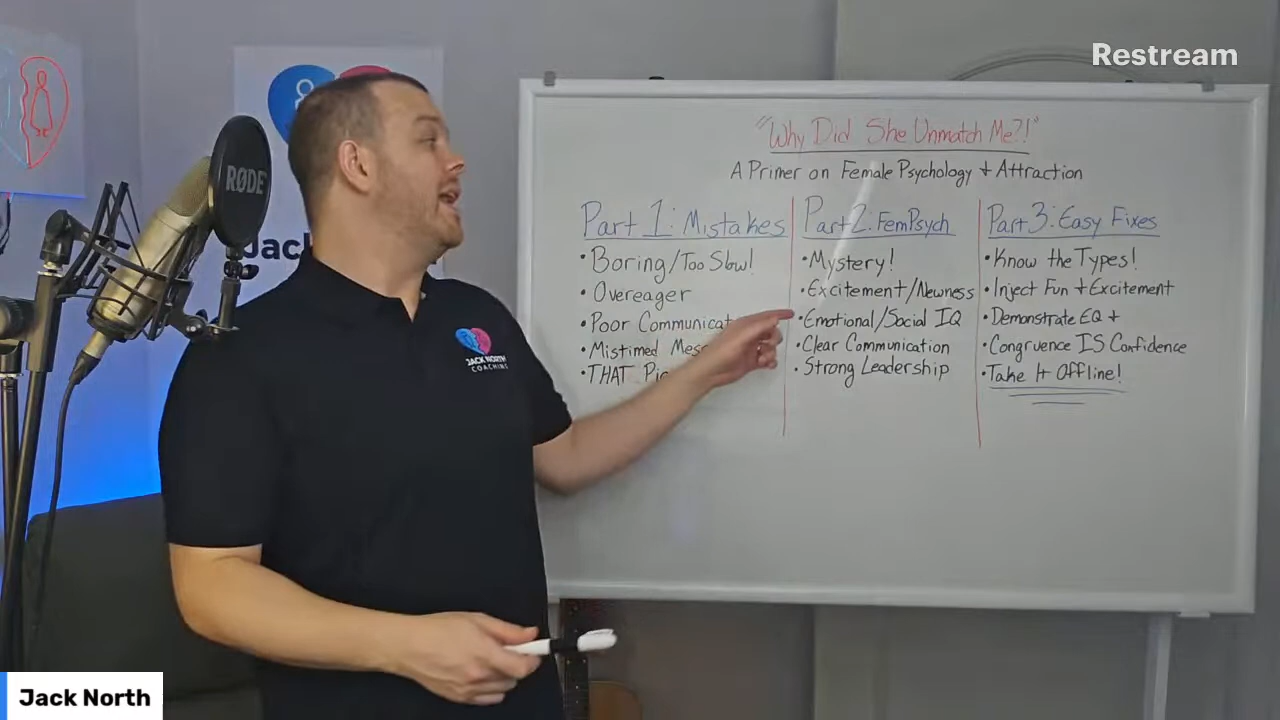 Restream
RØDE
Jack
JACK NORTH
COACHING
"Why Did She Unmatch Me?!"
A Primer on Female Psychology + Attraction
Part 1: Mistakes
• Boring/Too Slow!
• Overeager
• Poor Communicat
• Mistimed Mes
• THAT Pi
Part 2: FemPsych
• Mystery!
• Excitement/Newness
• Emotional/Social IQ
• Clear Communication
• Strong Leadership
Part 3: Easy Fixes
• Know the Types!
• Inject Fun + Excitement
• Demonstrate EQ +
• Congruence IS Confidence
• Take It Offline!
Jack North